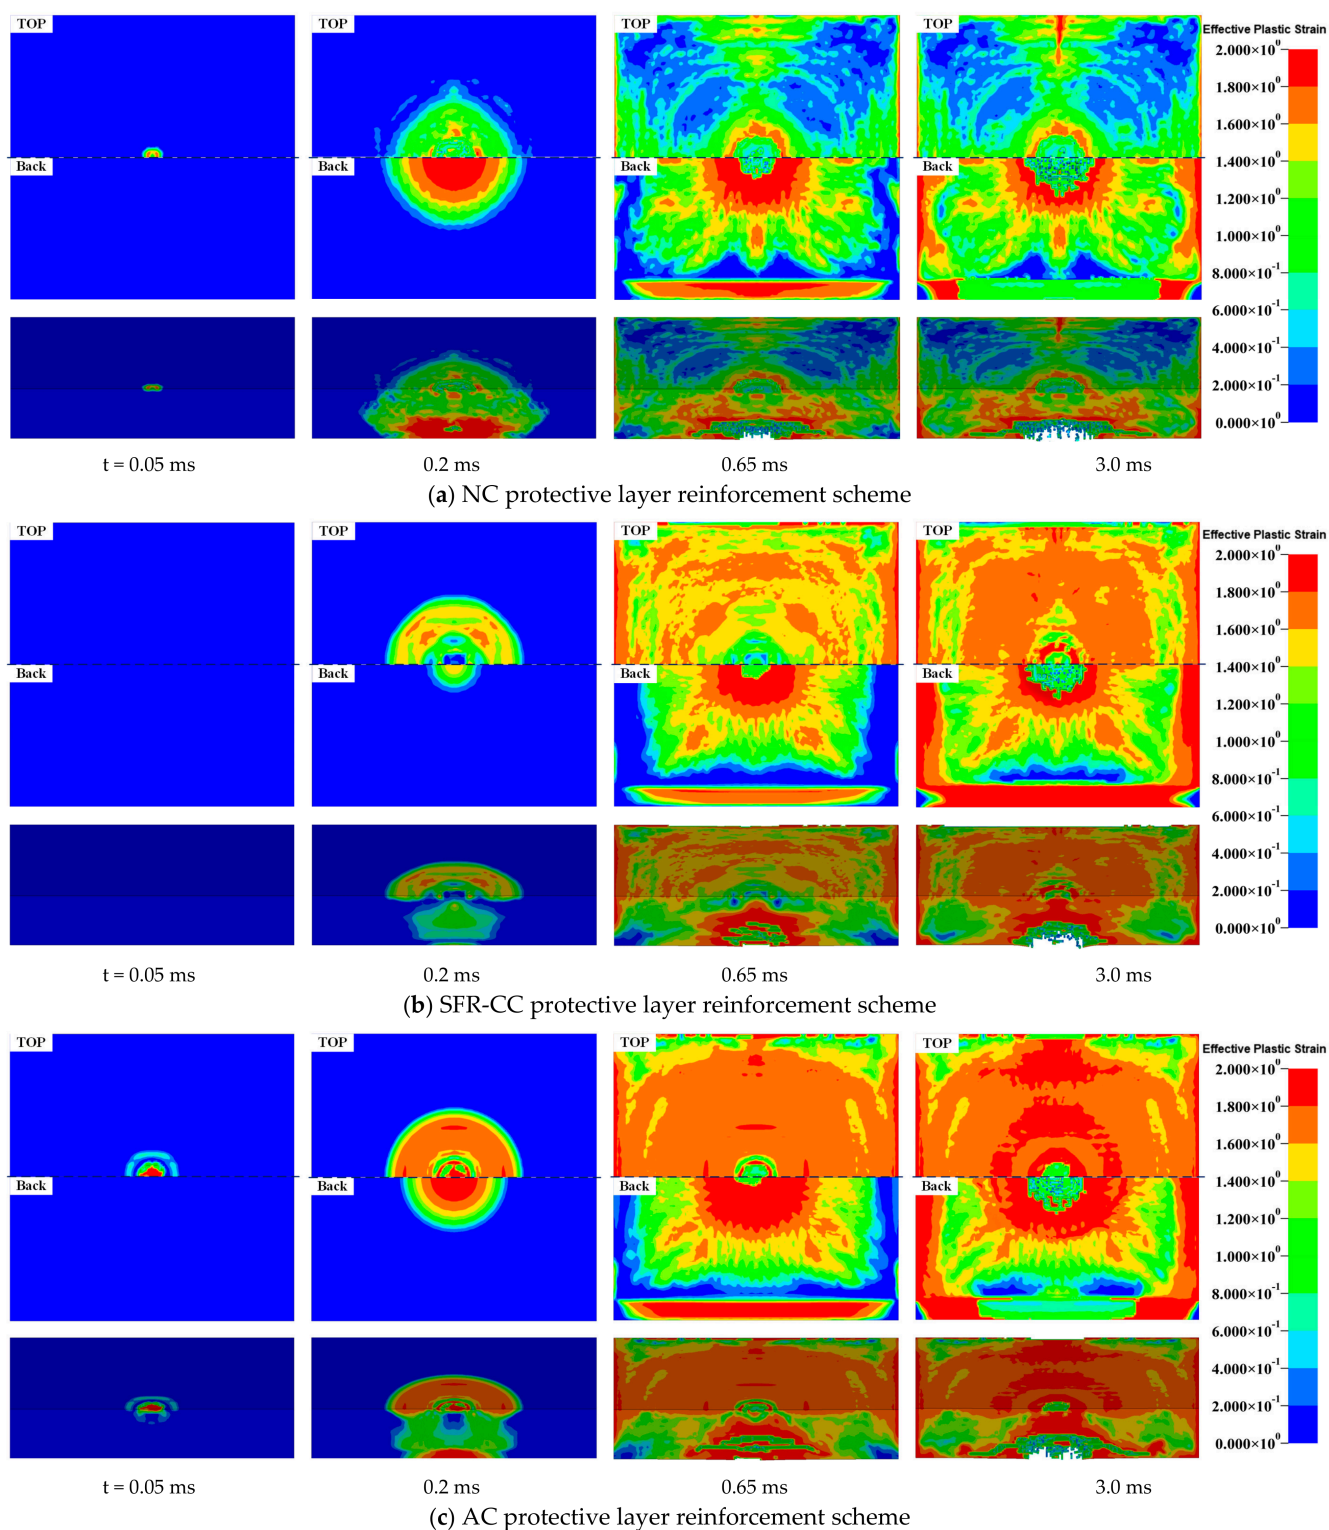 TOP TOP TOP TOP
Effective Plastic Strain
2.000×10⁰
1.800×10⁰
1.600×10⁰
Back Back Back Back
1.400×10⁰
1.200×10⁰
1.000×10⁰
8.000×10⁻¹
6.000×10⁻¹
4.000×10⁻¹
2.000×10⁻¹
0.000×10⁰
t = 0.05 ms 0.2 ms 0.65 ms 3.0 ms
(a) NC protective layer reinforcement scheme
TOP TOP TOP TOP
Effective Plastic Strain
2.000×10⁰
1.800×10⁰
1.600×10⁰
Back Back Back Back
1.400×10⁰
1.200×10⁰
1.000×10⁰
8.000×10⁻¹
6.000×10⁻¹
4.000×10⁻¹
2.000×10⁻¹
0.000×10⁰
t = 0.05 ms 0.2 ms 0.65 ms 3.0 ms
(b) SFR-CC protective layer reinforcement scheme
TOP TOP TOP TOP
Effective Plastic Strain
2.000×10⁰
1.800×10⁰
1.600×10⁰
Back Back Back Back
1.400×10⁰
1.200×10⁰
1.000×10⁰
8.000×10⁻¹
6.000×10⁻¹
4.000×10⁻¹
2.000×10⁻¹
0.000×10⁰
t = 0.05 ms 0.2 ms 0.65 ms 3.0 ms
(c) AC protective layer reinforcement scheme